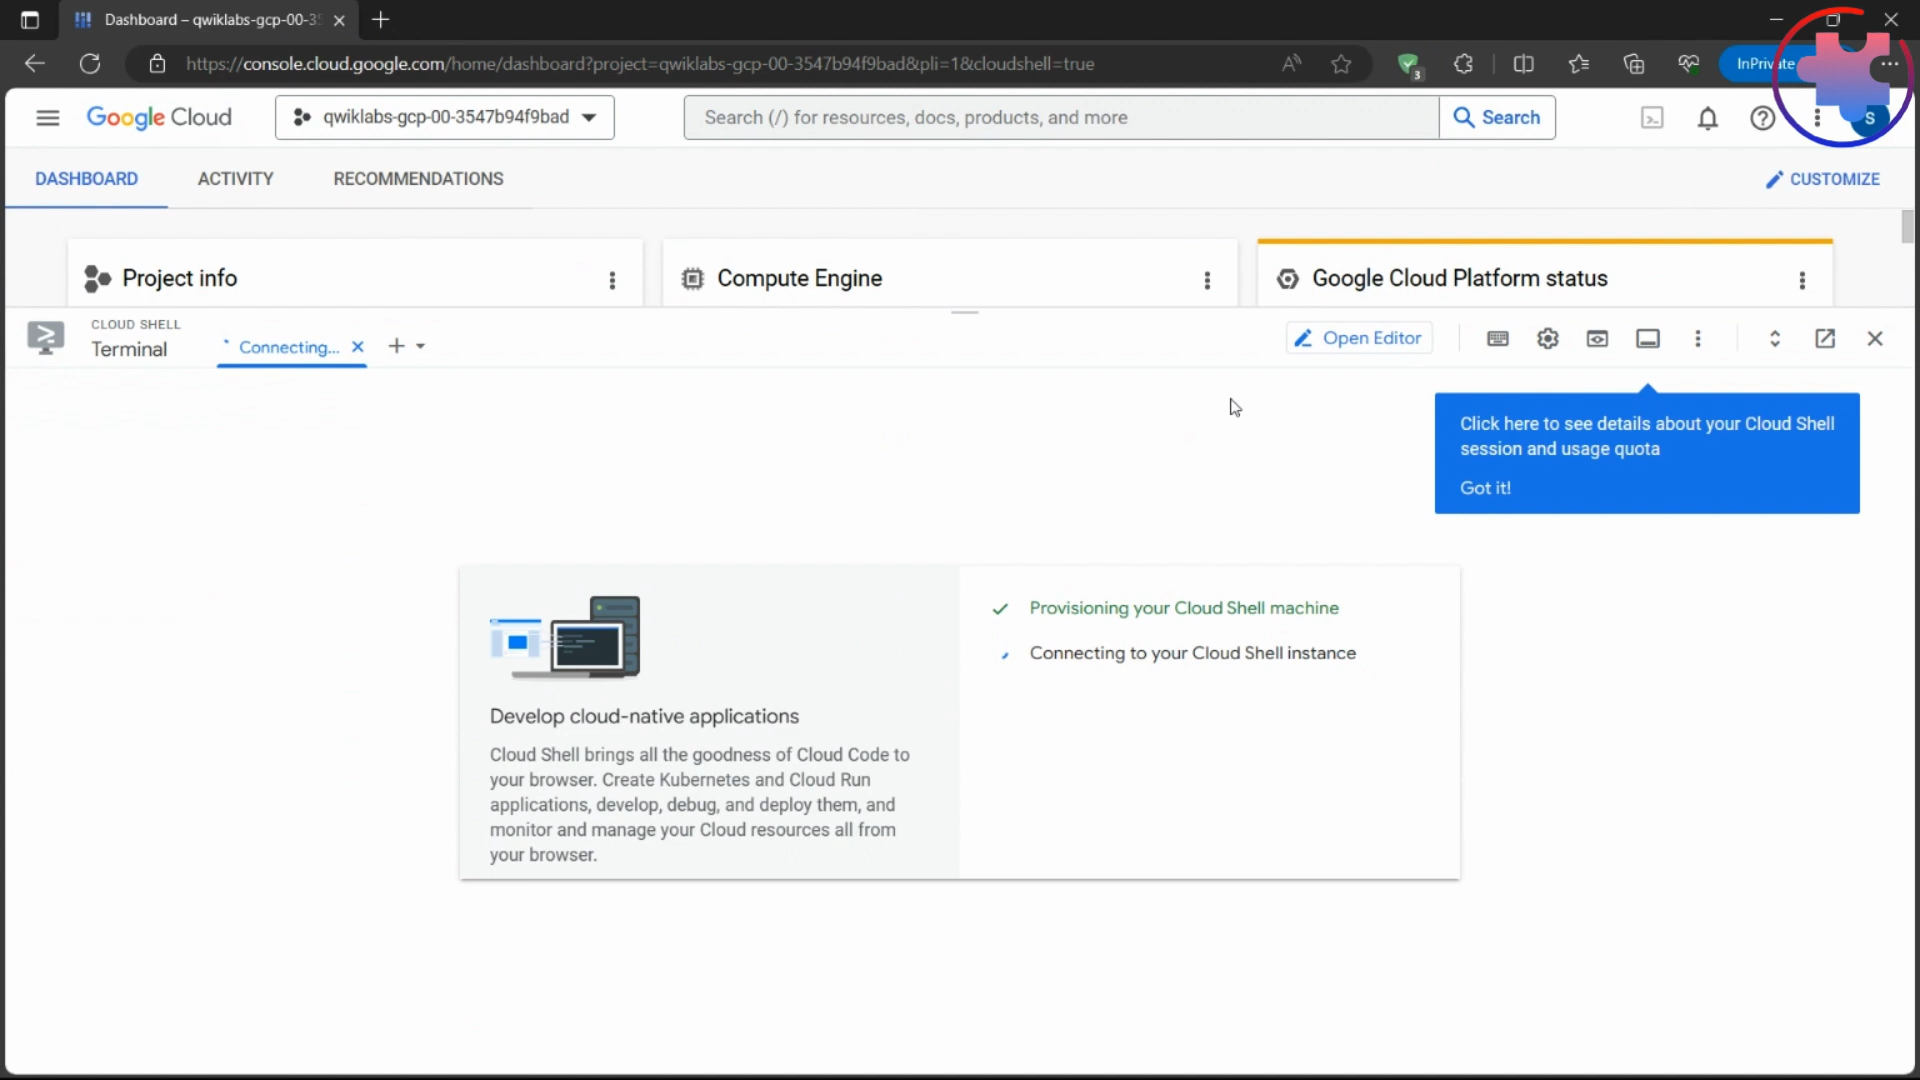 Dashboard – qwiklabs-gcp-00-35
https://console.cloud.google.com/home/dashboard?project=qwiklabs-gcp-00-3547b94f9bad&pli=1&cloudshell=true
3
InPrivate
Google Cloud
qwiklabs-gcp-00-3547b94f9bad
Search (/) for resources, docs, products, and more
Search
S
DASHBOARD
ACTIVITY
RECOMMENDATIONS
CUSTOMIZE
Project info
Compute Engine
Google Cloud Platform status
CLOUD SHELL
Terminal
Connecting...
Open Editor
Click here to see details about your Cloud Shell
session and usage quota
Got it!
Develop cloud-native applications
Cloud Shell brings all the goodness of Cloud Code to
your browser. Create Kubernetes and Cloud Run
applications, develop, debug, and deploy them, and
monitor and manage your Cloud resources all from
your browser.
Provisioning your Cloud Shell machine
Connecting to your Cloud Shell instance